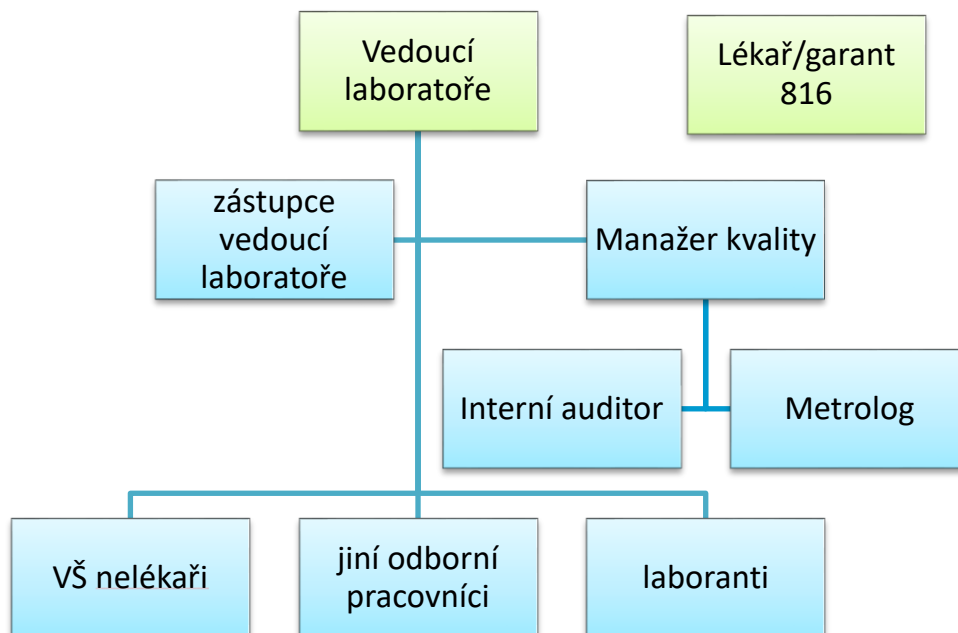 Vedoucí
laboratoře
Lékař/garant
816
zástupce
vedoucí
laboratoře
Manažer kvality
Interní auditor
Metrolog
VŠ nelékaři
jiní odborní
pracovníci
laboranti